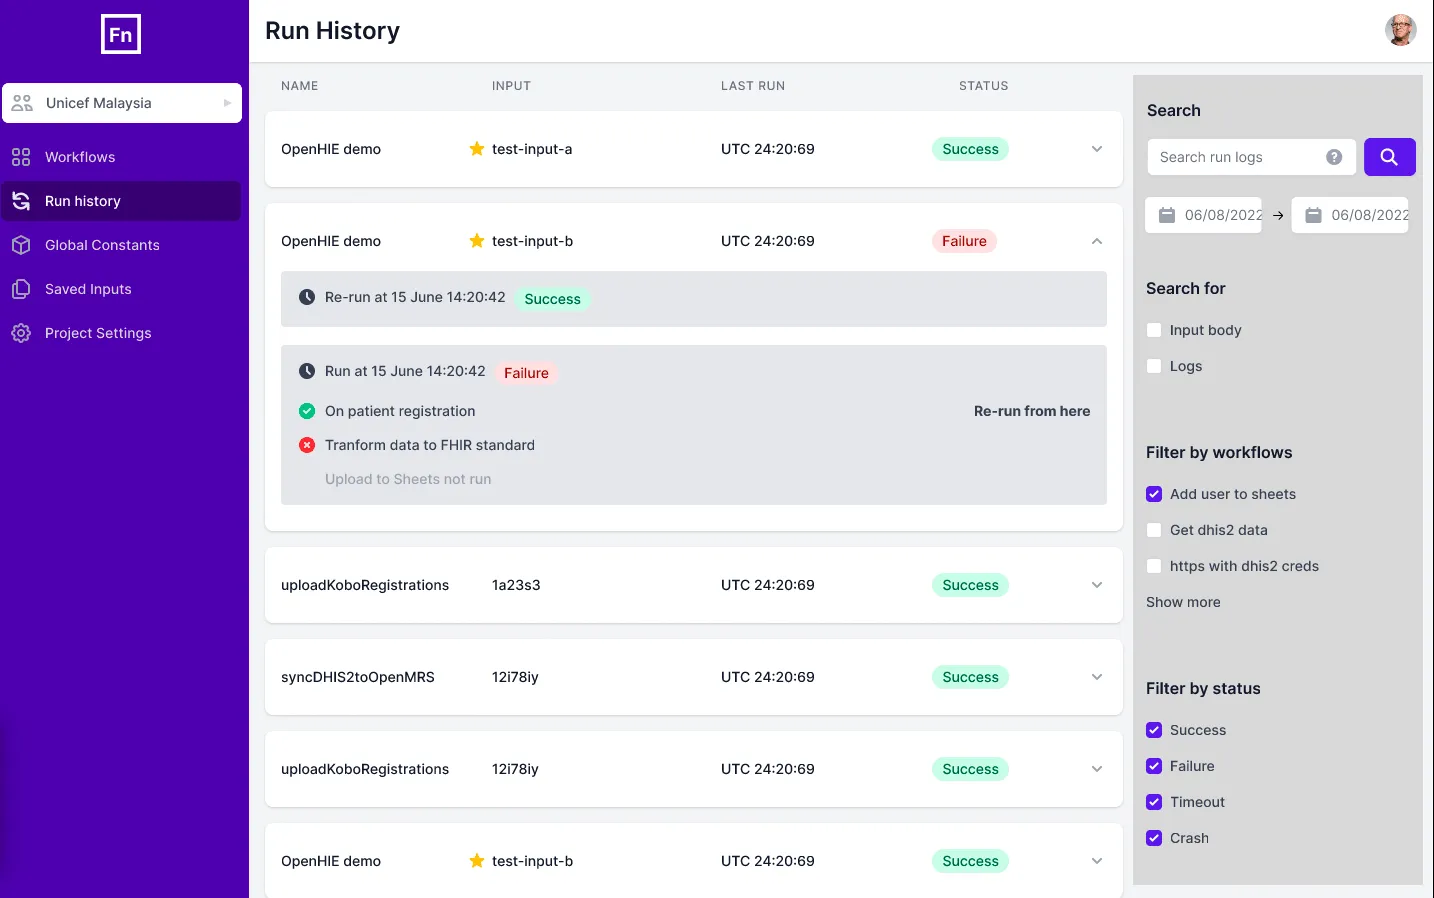 Fn
Unicef Malaysia
Workflows
Run history
Global Constants
Saved Inputs
Project Settings
Run History
NAME INPUT LAST RUN STATUS
OpenHIE demo test-input-a UTC 24:20:69 Success
OpenHIE demo test-input-b UTC 24:20:69 Failure
Re-run at 15 June 14:20:42 Success
Run at 15 June 14:20:42 Failure
On patient registration Re-run from here
Tranform data to FHIR standard
Upload to Sheets not run
uploadKoboRegistrations 1a23s3 UTC 24:20:69 Success
syncDHIS2toOpenMRS 12i78iy UTC 24:20:69 Success
uploadKoboRegistrations 12i78iy UTC 24:20:69 Success
OpenHIE demo test-input-b UTC 24:20:69 Success
Search
Search run logs ?
06/08/2022 → 06/08/2022
Search for
Input body
Logs
Filter by workflows
Add user to sheets
Get dhis2 data
https with dhis2 creds
Show more
Filter by status
Success
Failure
Timeout
Crash